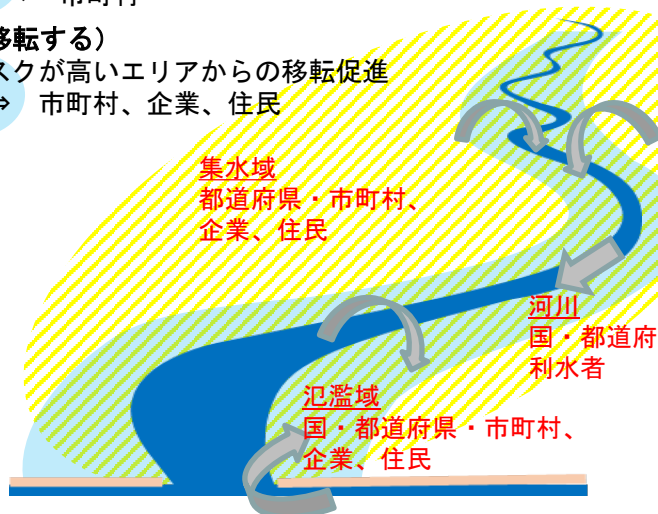 市町村
移転する）
スクが高いエリアからの移転促進
⇒ 市町村、企業、住民
集水域
都道府県・市町村、
企業、住民
河川
国・都道府
利水者
氾濫域
国・都道府県・市町村、
企業、住民